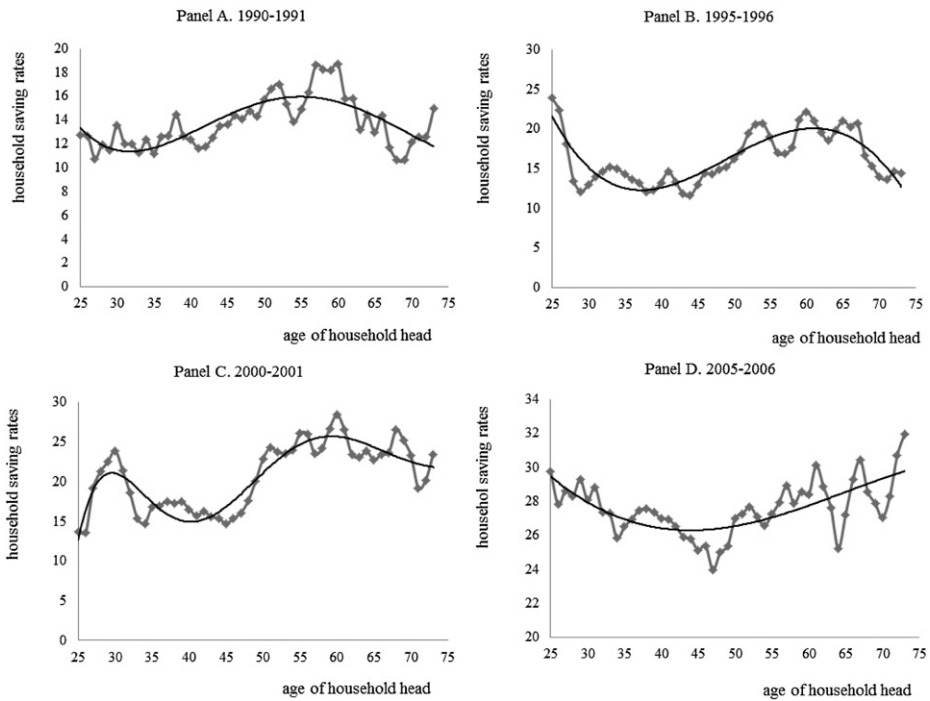 Panel A. 1990-1991
household saving rates
20
18
16
14
12
10
8
6
4
2
0
25 30 35 40 45 50 55 60 65 70 75
age of household head
Panel B. 1995-1996
household saving rates
30
25
20
15
10
5
0
25 30 35 40 45 50 55 60 65 70 75
age of household head
Panel C. 2000-2001
household saving rates
30
25
20
15
10
5
0
25 30 35 40 45 50 55 60 65 70 75
age of household head
Panel D. 2005-2006
househol saving rates
34
32
30
28
26
24
22
20
25 30 35 40 45 50 55 60 65 70 75
age of household head